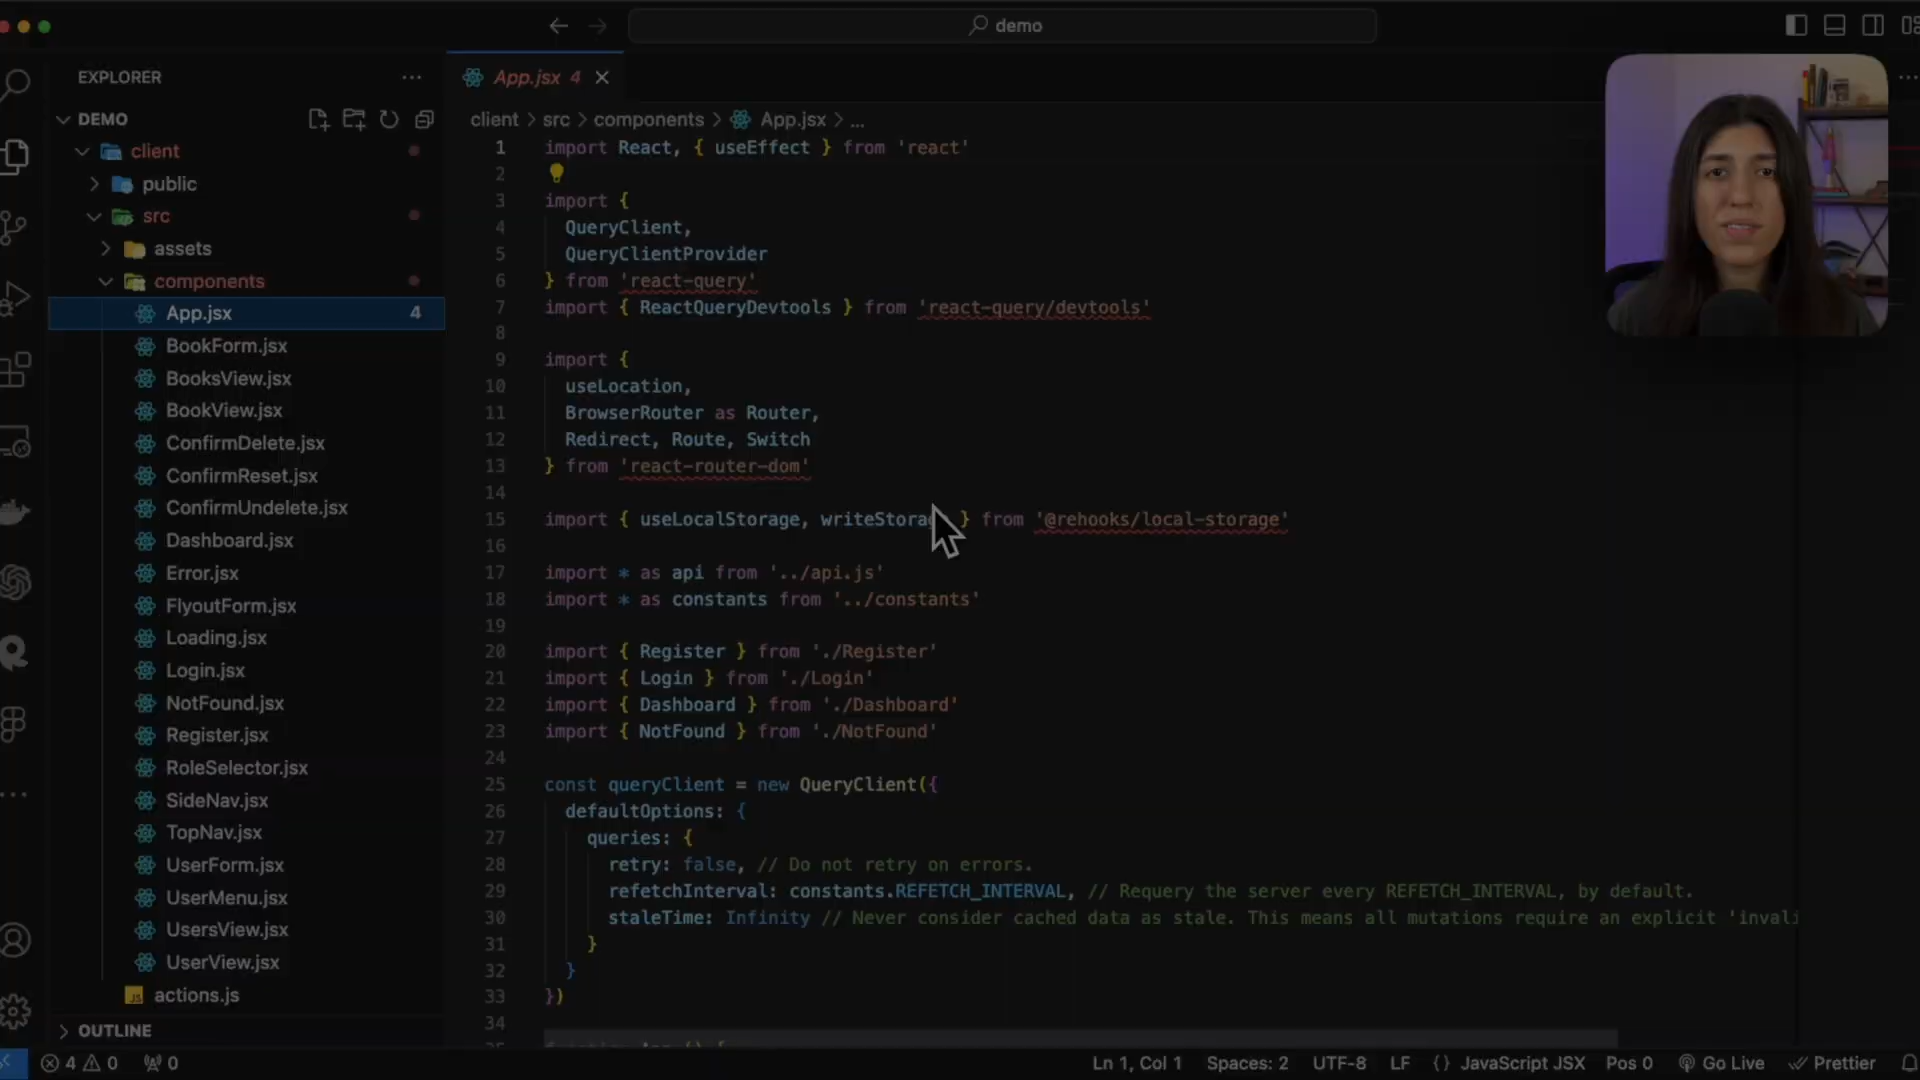 demo
EXPLORER
DEMO
client
public
src
assets
components
App.jsx 4
BookForm.jsx
BooksView.jsx
BookView.jsx
ConfirmDelete.jsx
ConfirmReset.jsx
ConfirmUndelete.jsx
Dashboard.jsx
Error.jsx
FlyoutForm.jsx
Loading.jsx
Login.jsx
NotFound.jsx
Register.jsx
RoleSelector.jsx
SideNav.jsx
TopNav.jsx
UserForm.jsx
UserMenu.jsx
UsersView.jsx
UserView.jsx
JS actions.js
OUTLINE
App.jsx 4
client > src > components > App.jsx > ...
1 import React, { useEffect } from 'react'
2
3 import {
4 QueryClient,
5 QueryClientProvider
6 } from 'react-query'
7 import { ReactQueryDevtools } from 'react-query/devtools'
8
9 import {
10 useLocation,
11 BrowserRouter as Router,
12 Redirect, Route, Switch
13 } from 'react-router-dom'
14
15 import { useLocalStorage, writeStorag } from '@rehooks/local-storage'
16
17 import * as api from '../api.js'
18 import * as constants from '../constants'
19
20 import { Register } from './Register'
21 import { Login } from './Login'
22 import { Dashboard } from './Dashboard'
23 import { NotFound } from './NotFound'
24
25 const queryClient = new QueryClient({
26 defaultOptions: {
27 queries: {
28 retry: false, // Do not retry on errors.
29 refetchInterval: constants.REFETCH_INTERVAL, // Requery the server every REFETCH_INTERVAL, by default.
30 staleTime: Infinity // Never consider cached data as stale. This means all mutations require an explicit 'invali
31 }
32 }
33 })
34
4 0 0 Ln 1, Col 1 Spaces: 2 UTF-8 LF {} JavaScript JSX Pos 0 Go Live Prettier